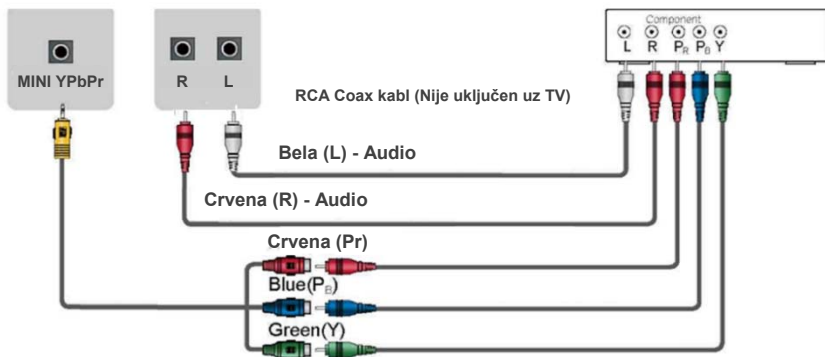 MINI YPbPr
R L
RCA Coax kabl (Nije uključen uz TV)
Component
L R PR PB Y
Bela (L) - Audio
Crvena (R) - Audio
Crvena (Pr)
Blue(PB)
Green(Y)